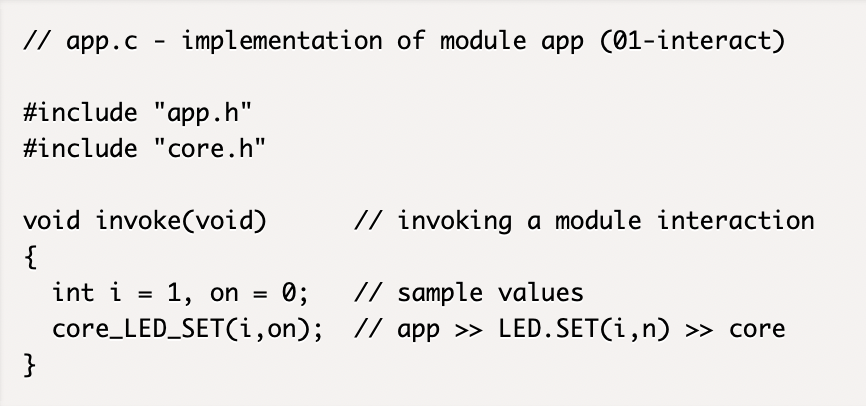 // app.c - implementation of module app (01-interact)
#include "app.h"
#include "core.h"
void invoke(void)      // invoking a module interaction
{
  int i = 1, on = 0;   // sample values
  core_LED_SET(i,on);  // app >> LED.SET(i,n) >> core
}